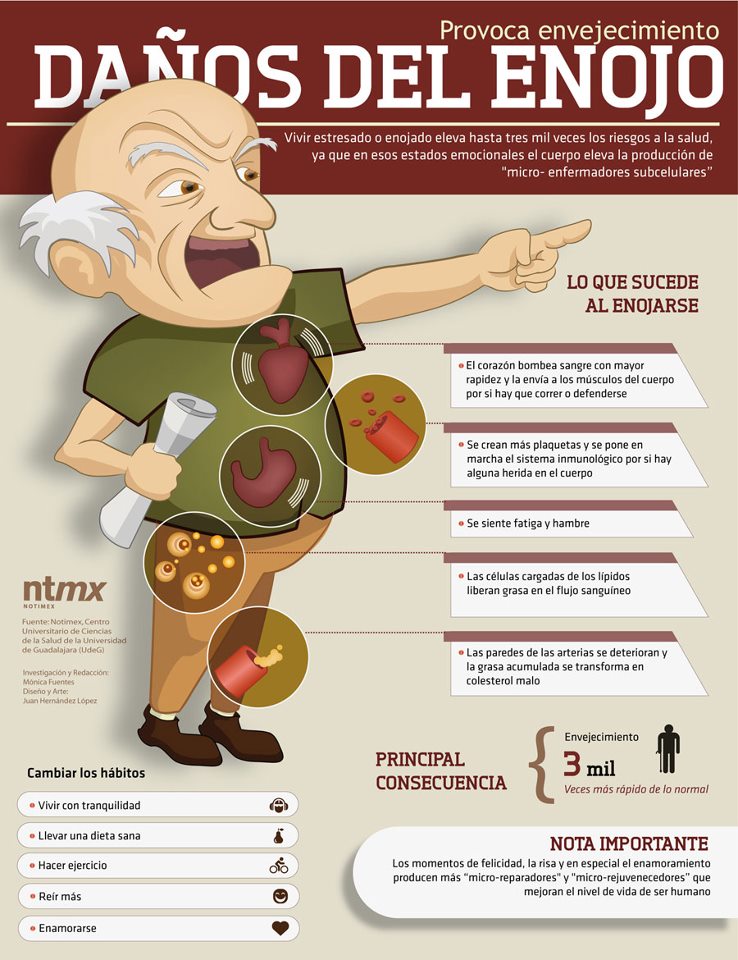 Provoca envejecimiento
DAÑOS DEL ENOJO
Vivir estresado o enojado eleva hasta tres mil veces los riesgos a la salud,
ya que en esos estados emocionales el cuerpo eleva la producción de
"micro- enfermadores subcelulares"
LO QUE SUCEDE
AL ENOJARSE
El corazón bombea sangre con mayor
rapidez y la envía a los músculos del cuerpo
por si hay que correr o defenderse
Se crean más plaquetas y se pone en
marcha el sistema inmunológico por si hay
alguna herida en el cuerpo
Se siente fatiga y hambre
Las células cargadas de los lípidos
liberan grasa en el flujo sanguíneo
Las paredes de las arterias se deterioran y
la grasa acumulada se transforma en
colesterol malo
ntmx
NOTIMEX
Fuente: Notimex, Centro
Universitario de Ciencias
de la Salud de la Universidad
de Guadalajara (UdeG)
Investigación y Redacción:
Mónica Fuentes
Diseño y Arte:
Juan Hernández López
PRINCIPAL
CONSECUENCIA
Envejecimiento
3 mil
Veces más rápido de lo normal
Cambiar los hábitos
Vivir con tranquilidad
Llevar una dieta sana
Hacer ejercicio
Reír más
Enamorarse
NOTA IMPORTANTE
Los momentos de felicidad, la risa y en especial el enamoramiento
producen más "micro-reparadores" y "micro-rejuvenecedores" que
mejoran el nivel de vida de ser humano